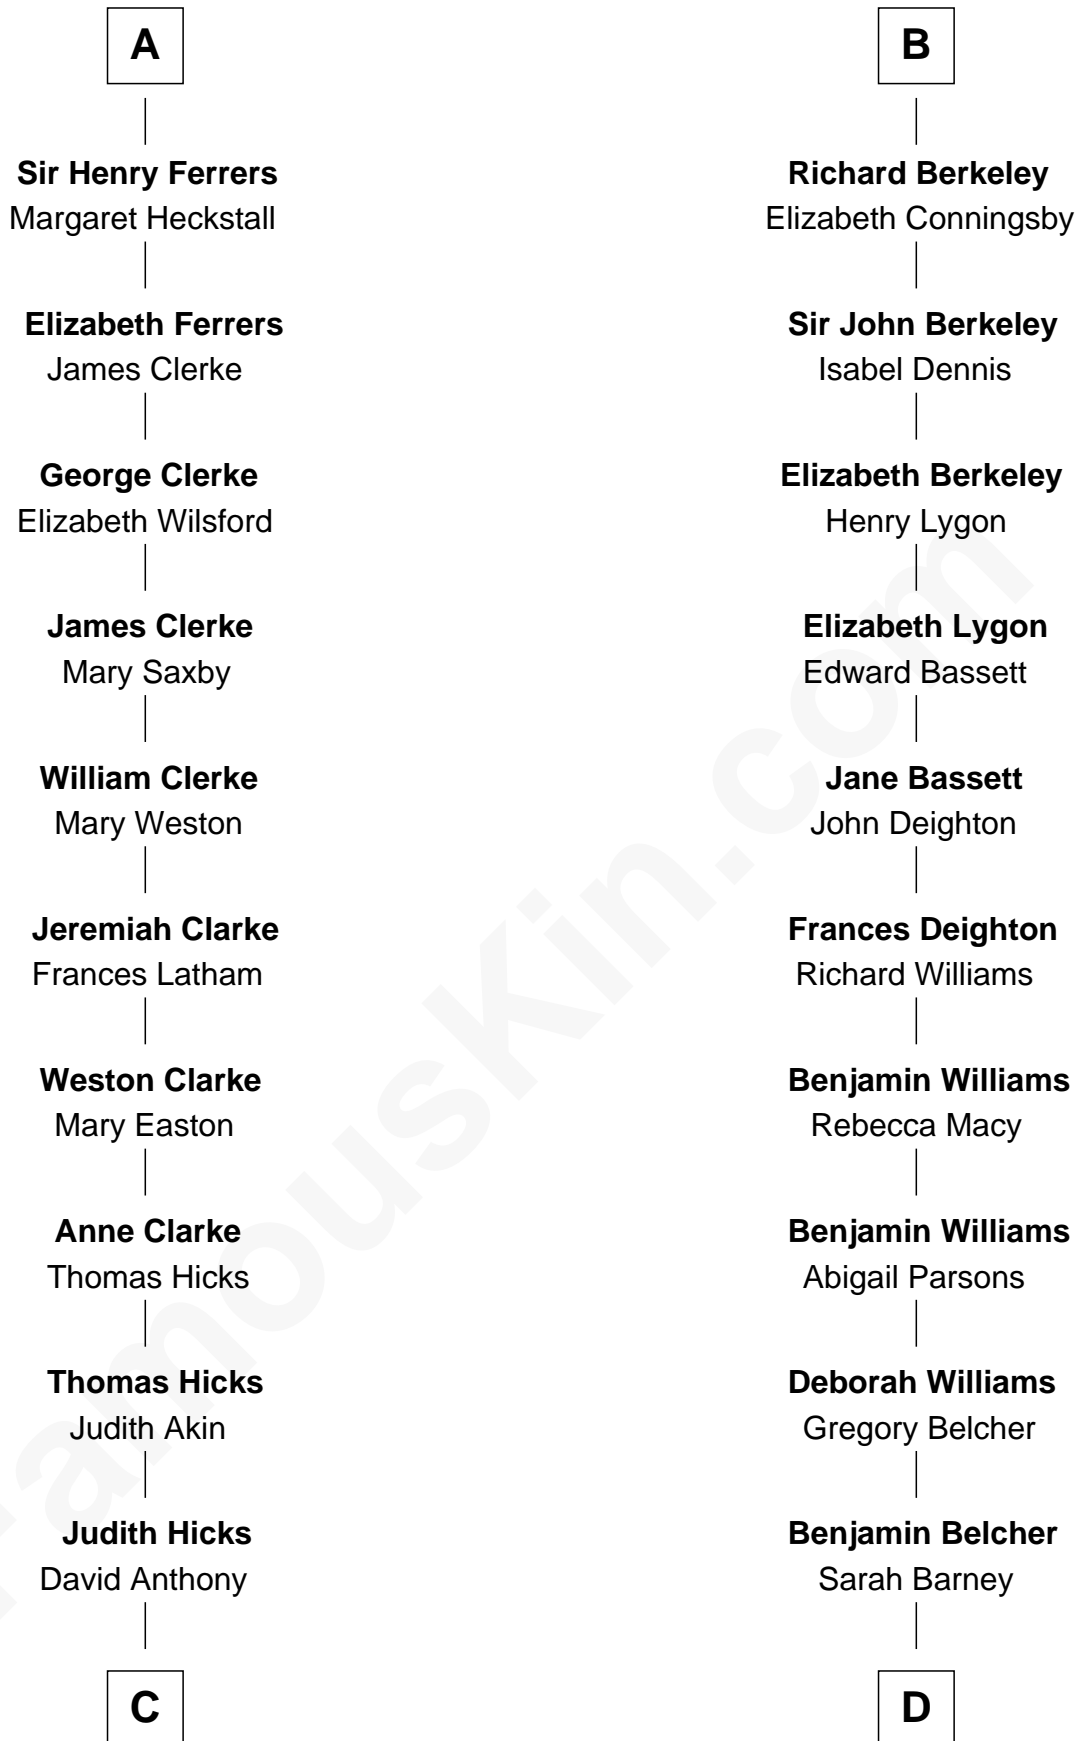 A
Sir Henry Ferrers
Margaret Heckstall
Elizabeth Ferrers
James Clerke
George Clerke
Elizabeth Wilsford
James Clerke
Mary Saxby
William Clerke
Mary Weston
Jeremiah Clarke
Frances Latham
Weston Clarke
Mary Easton
Anne Clarke
Thomas Hicks
Thomas Hicks
Judith Akin
Judith Hicks
David Anthony
C
B
Richard Berkeley
Elizabeth Conningsby
Sir John Berkeley
Isabel Dennis
Elizabeth Berkeley
Henry Lygon
Elizabeth Lygon
Edward Bassett
Jane Bassett
John Deighton
Frances Deighton
Richard Williams
Benjamin Williams
Rebecca Macy
Benjamin Williams
Abigail Parsons
Deborah Williams
Gregory Belcher
Benjamin Belcher
Sarah Barney
D
FamousKin.com